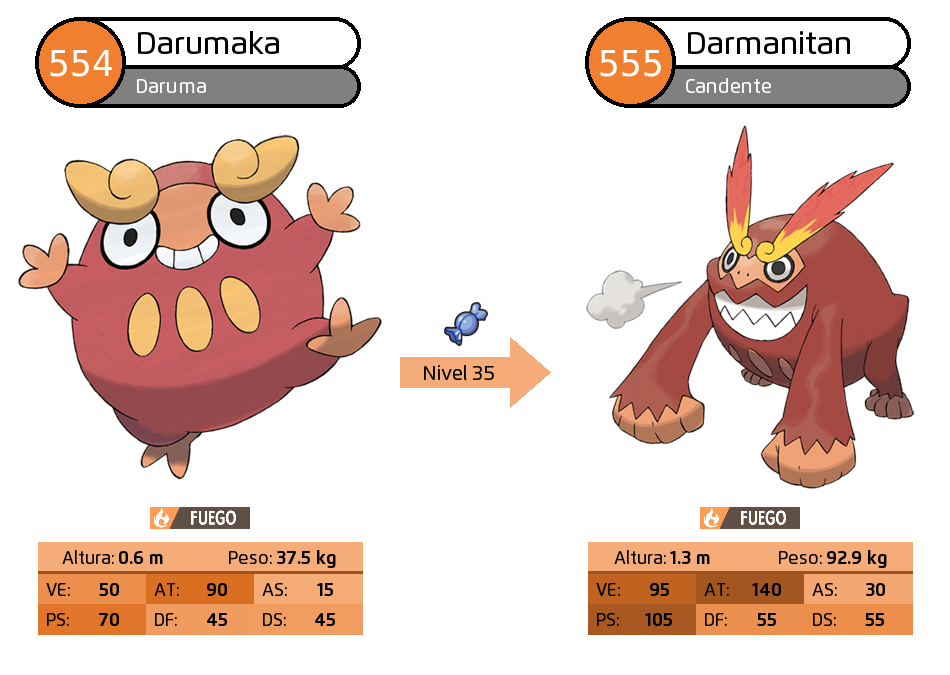 554
Darumaka
Daruma
555
Darmanitan
Candente
Nivel 35
FUEGO
Altura: 0.6 m Peso: 37.5 kg
VE: 50 AT: 90 AS: 15
PS: 70 DF: 45 DS: 45
FUEGO
Altura: 1.3 m Peso: 92.9 kg
VE: 95 AT: 140 AS: 30
PS: 105 DF: 55 DS: 55